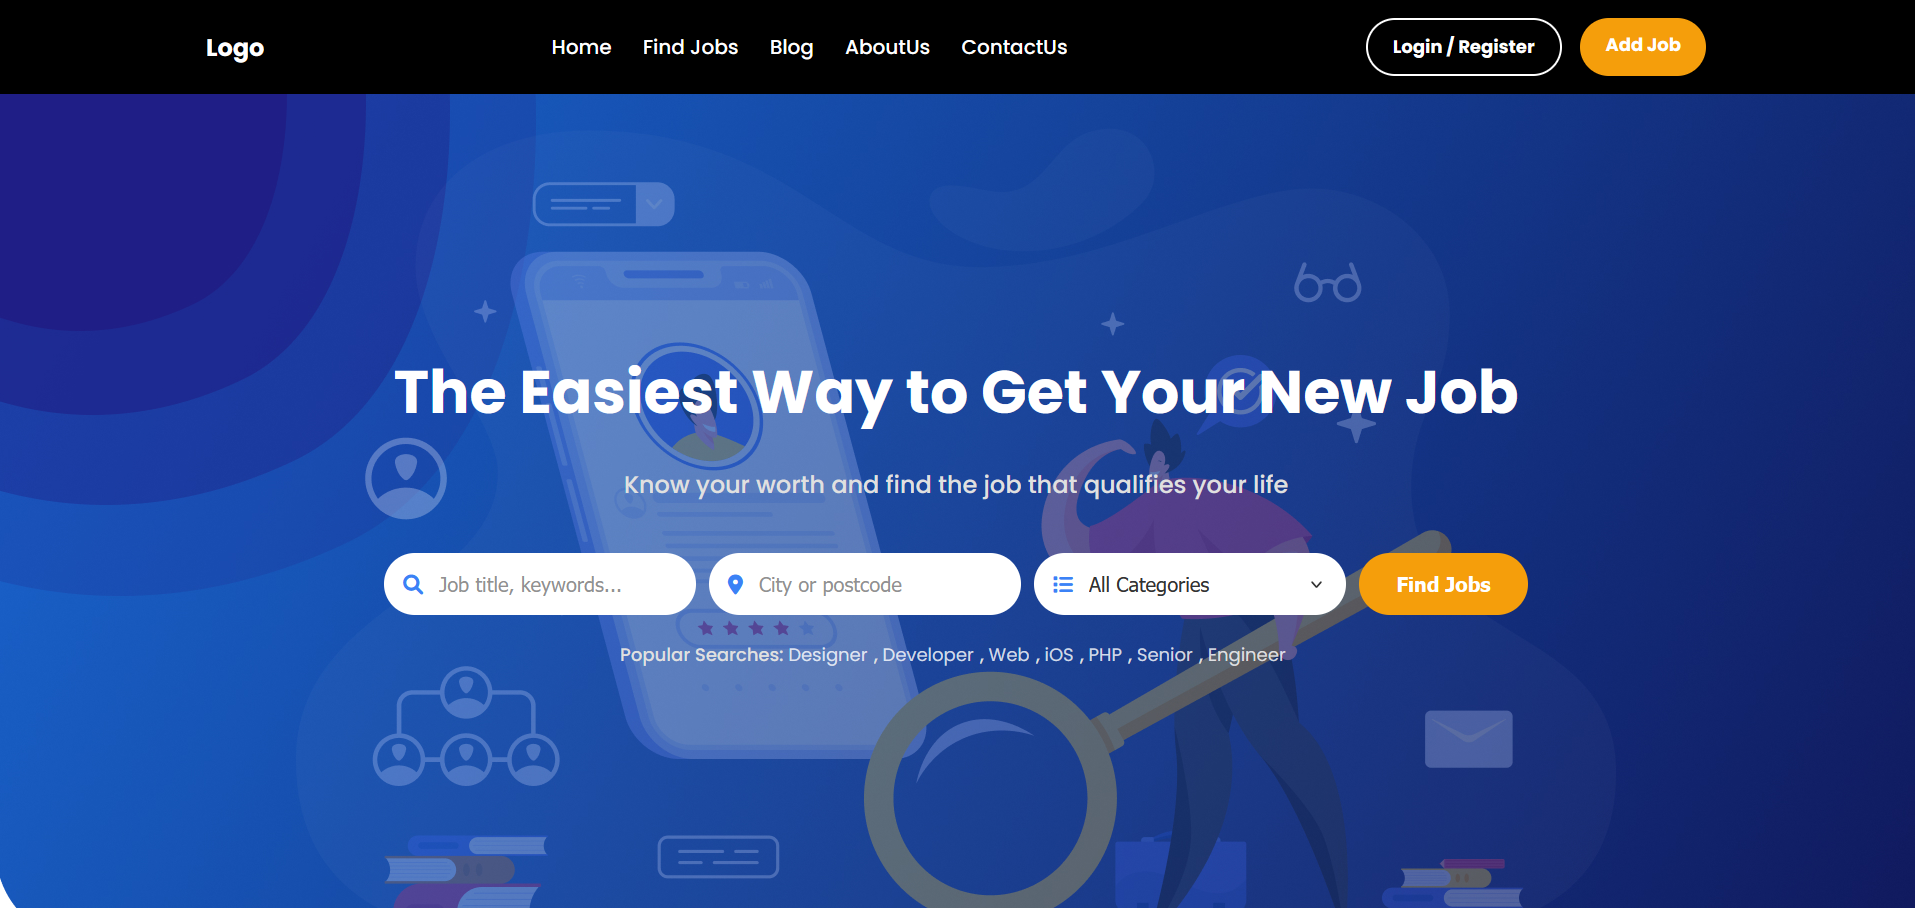 Logo
Home Find Jobs Blog AboutUs ContactUs
Login / Register
Add Job
The Easiest Way to Get Your New Job
Know your worth and find the job that qualifies your life
Job title, keywords...
City or postcode
All Categories
Find Jobs
Popular Searches: Designer , Developer , Web , iOS , PHP , Senior , Engineer